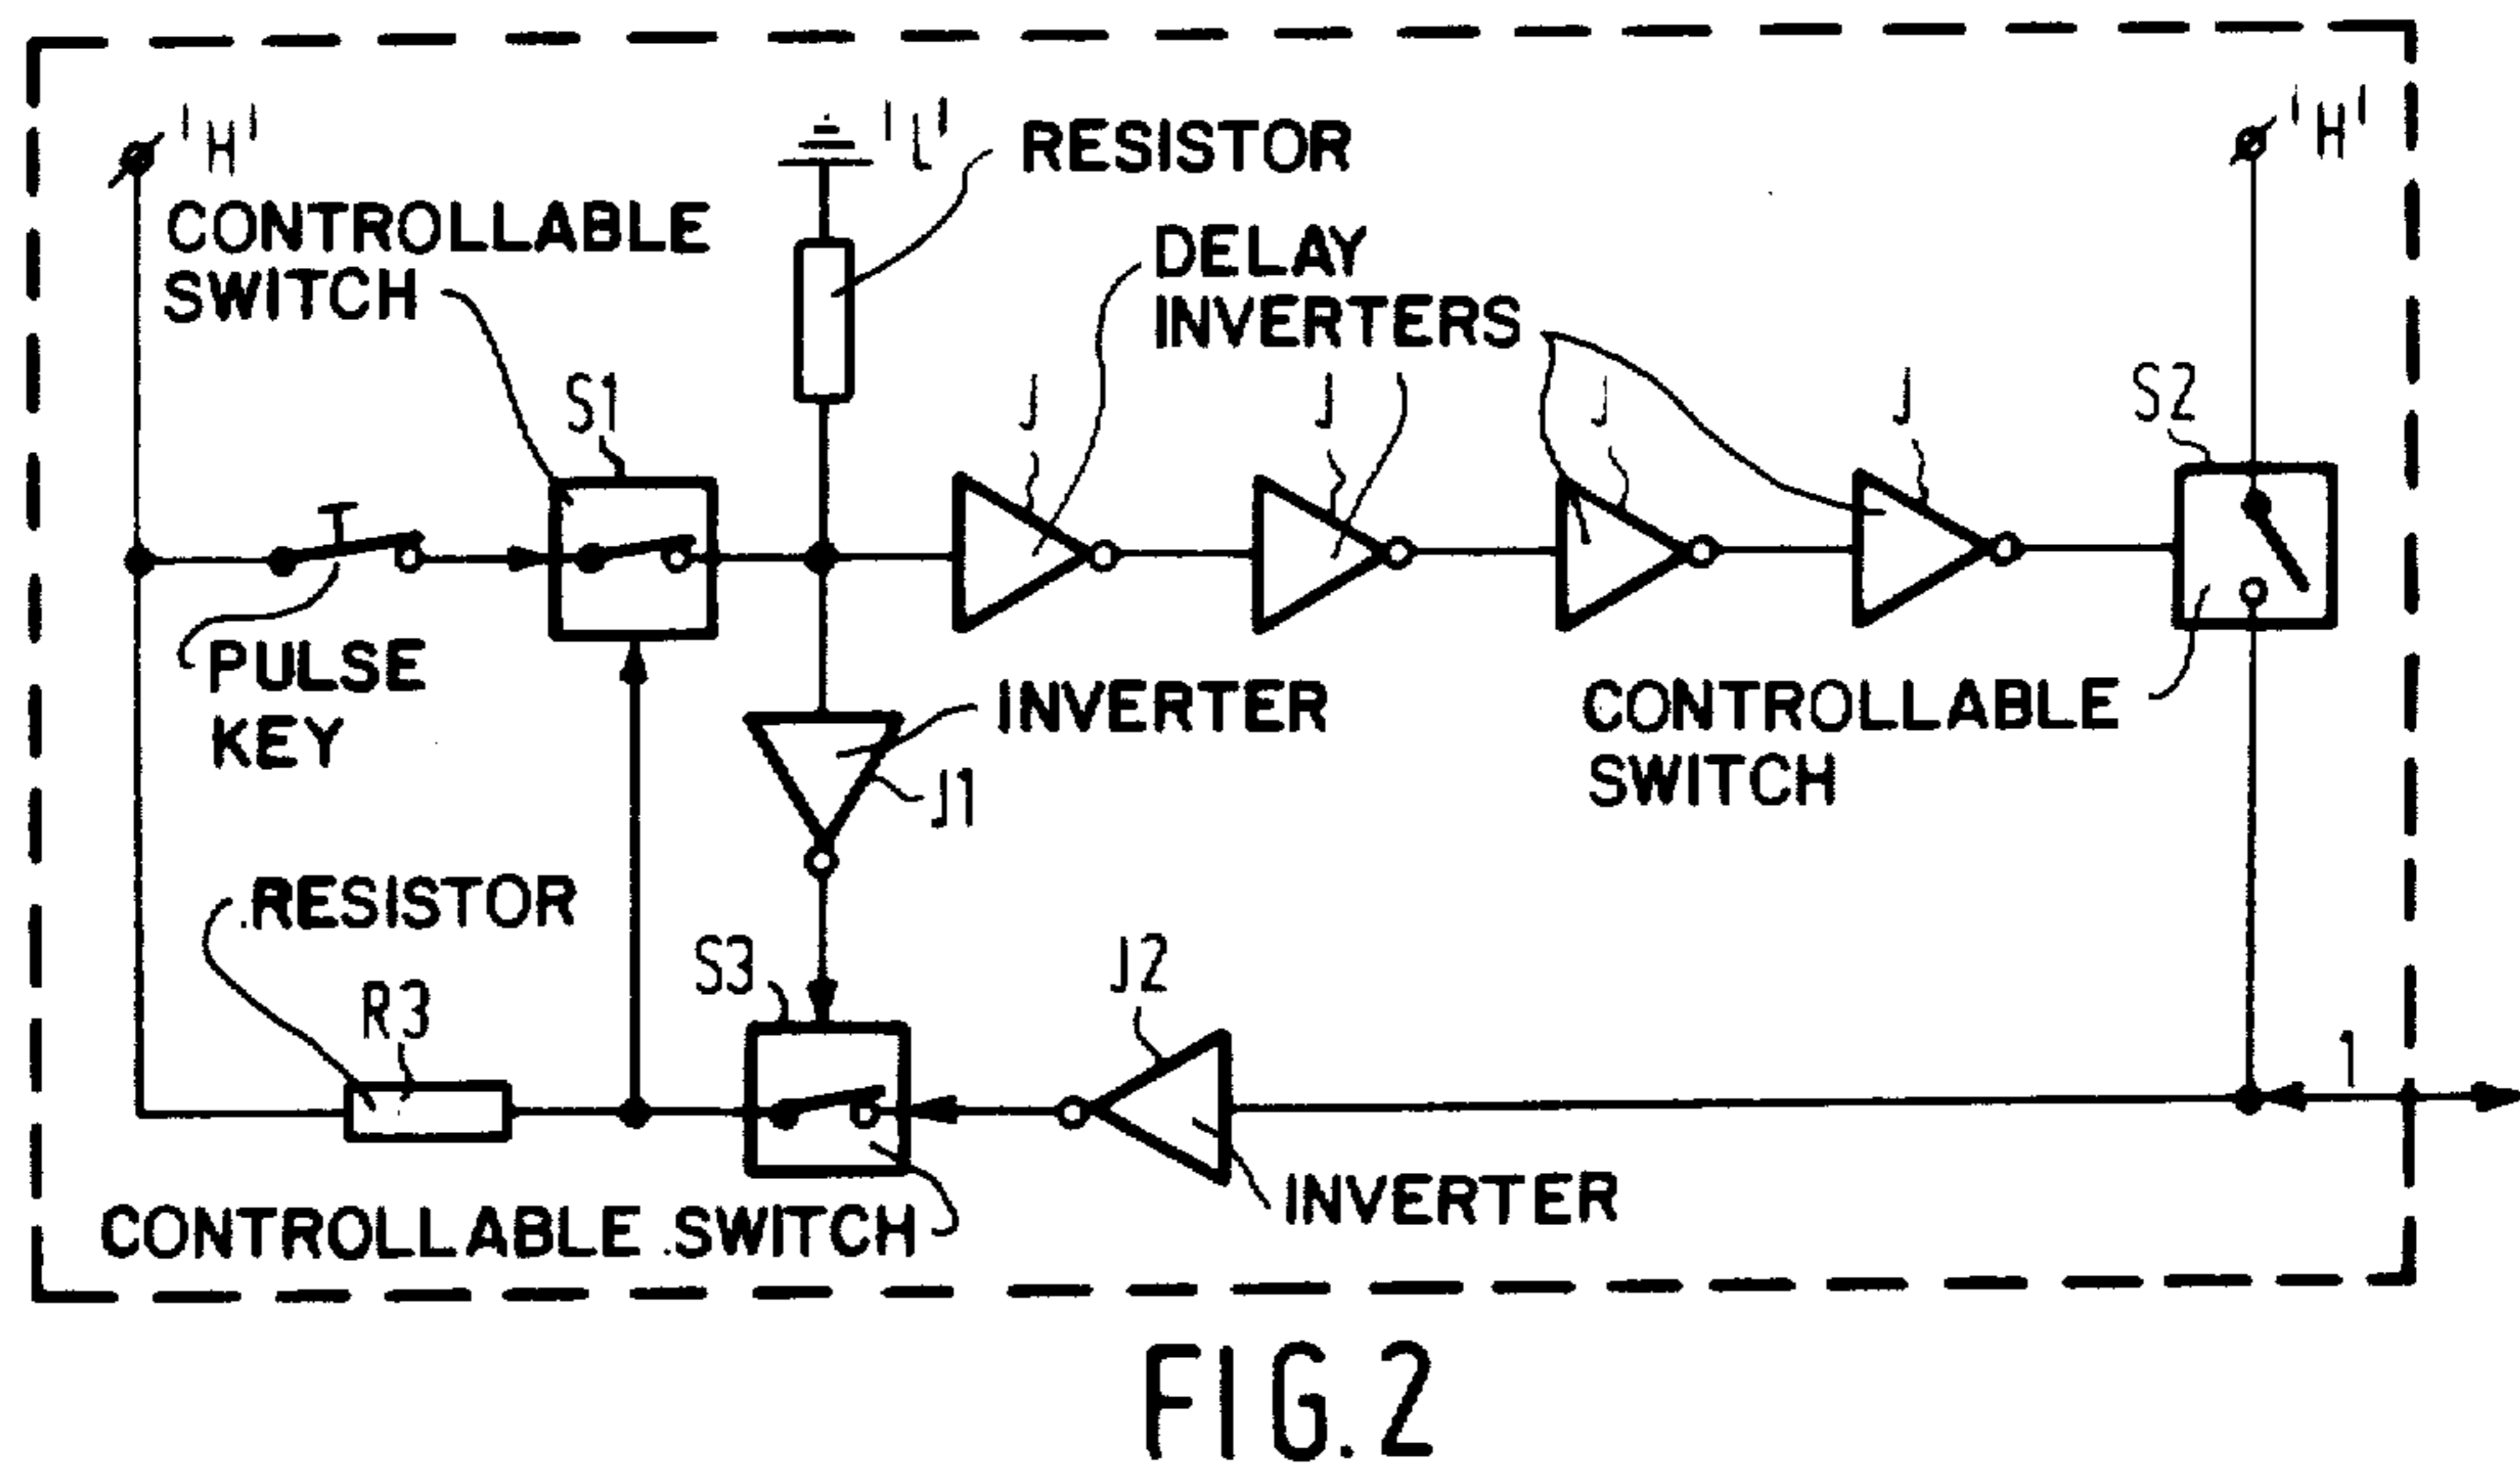 'H'
'L'
RESISTOR
'H'
CONTROLLABLE
SWITCH
DELAY
INVERTERS
S1
J
J
J
J
S2
PULSE
KEY
INVERTER
J1
CONTROLLABLE
SWITCH
RESISTOR
R3
S3
J2
1
CONTROLLABLE SWITCH
INVERTER
FIG. 2